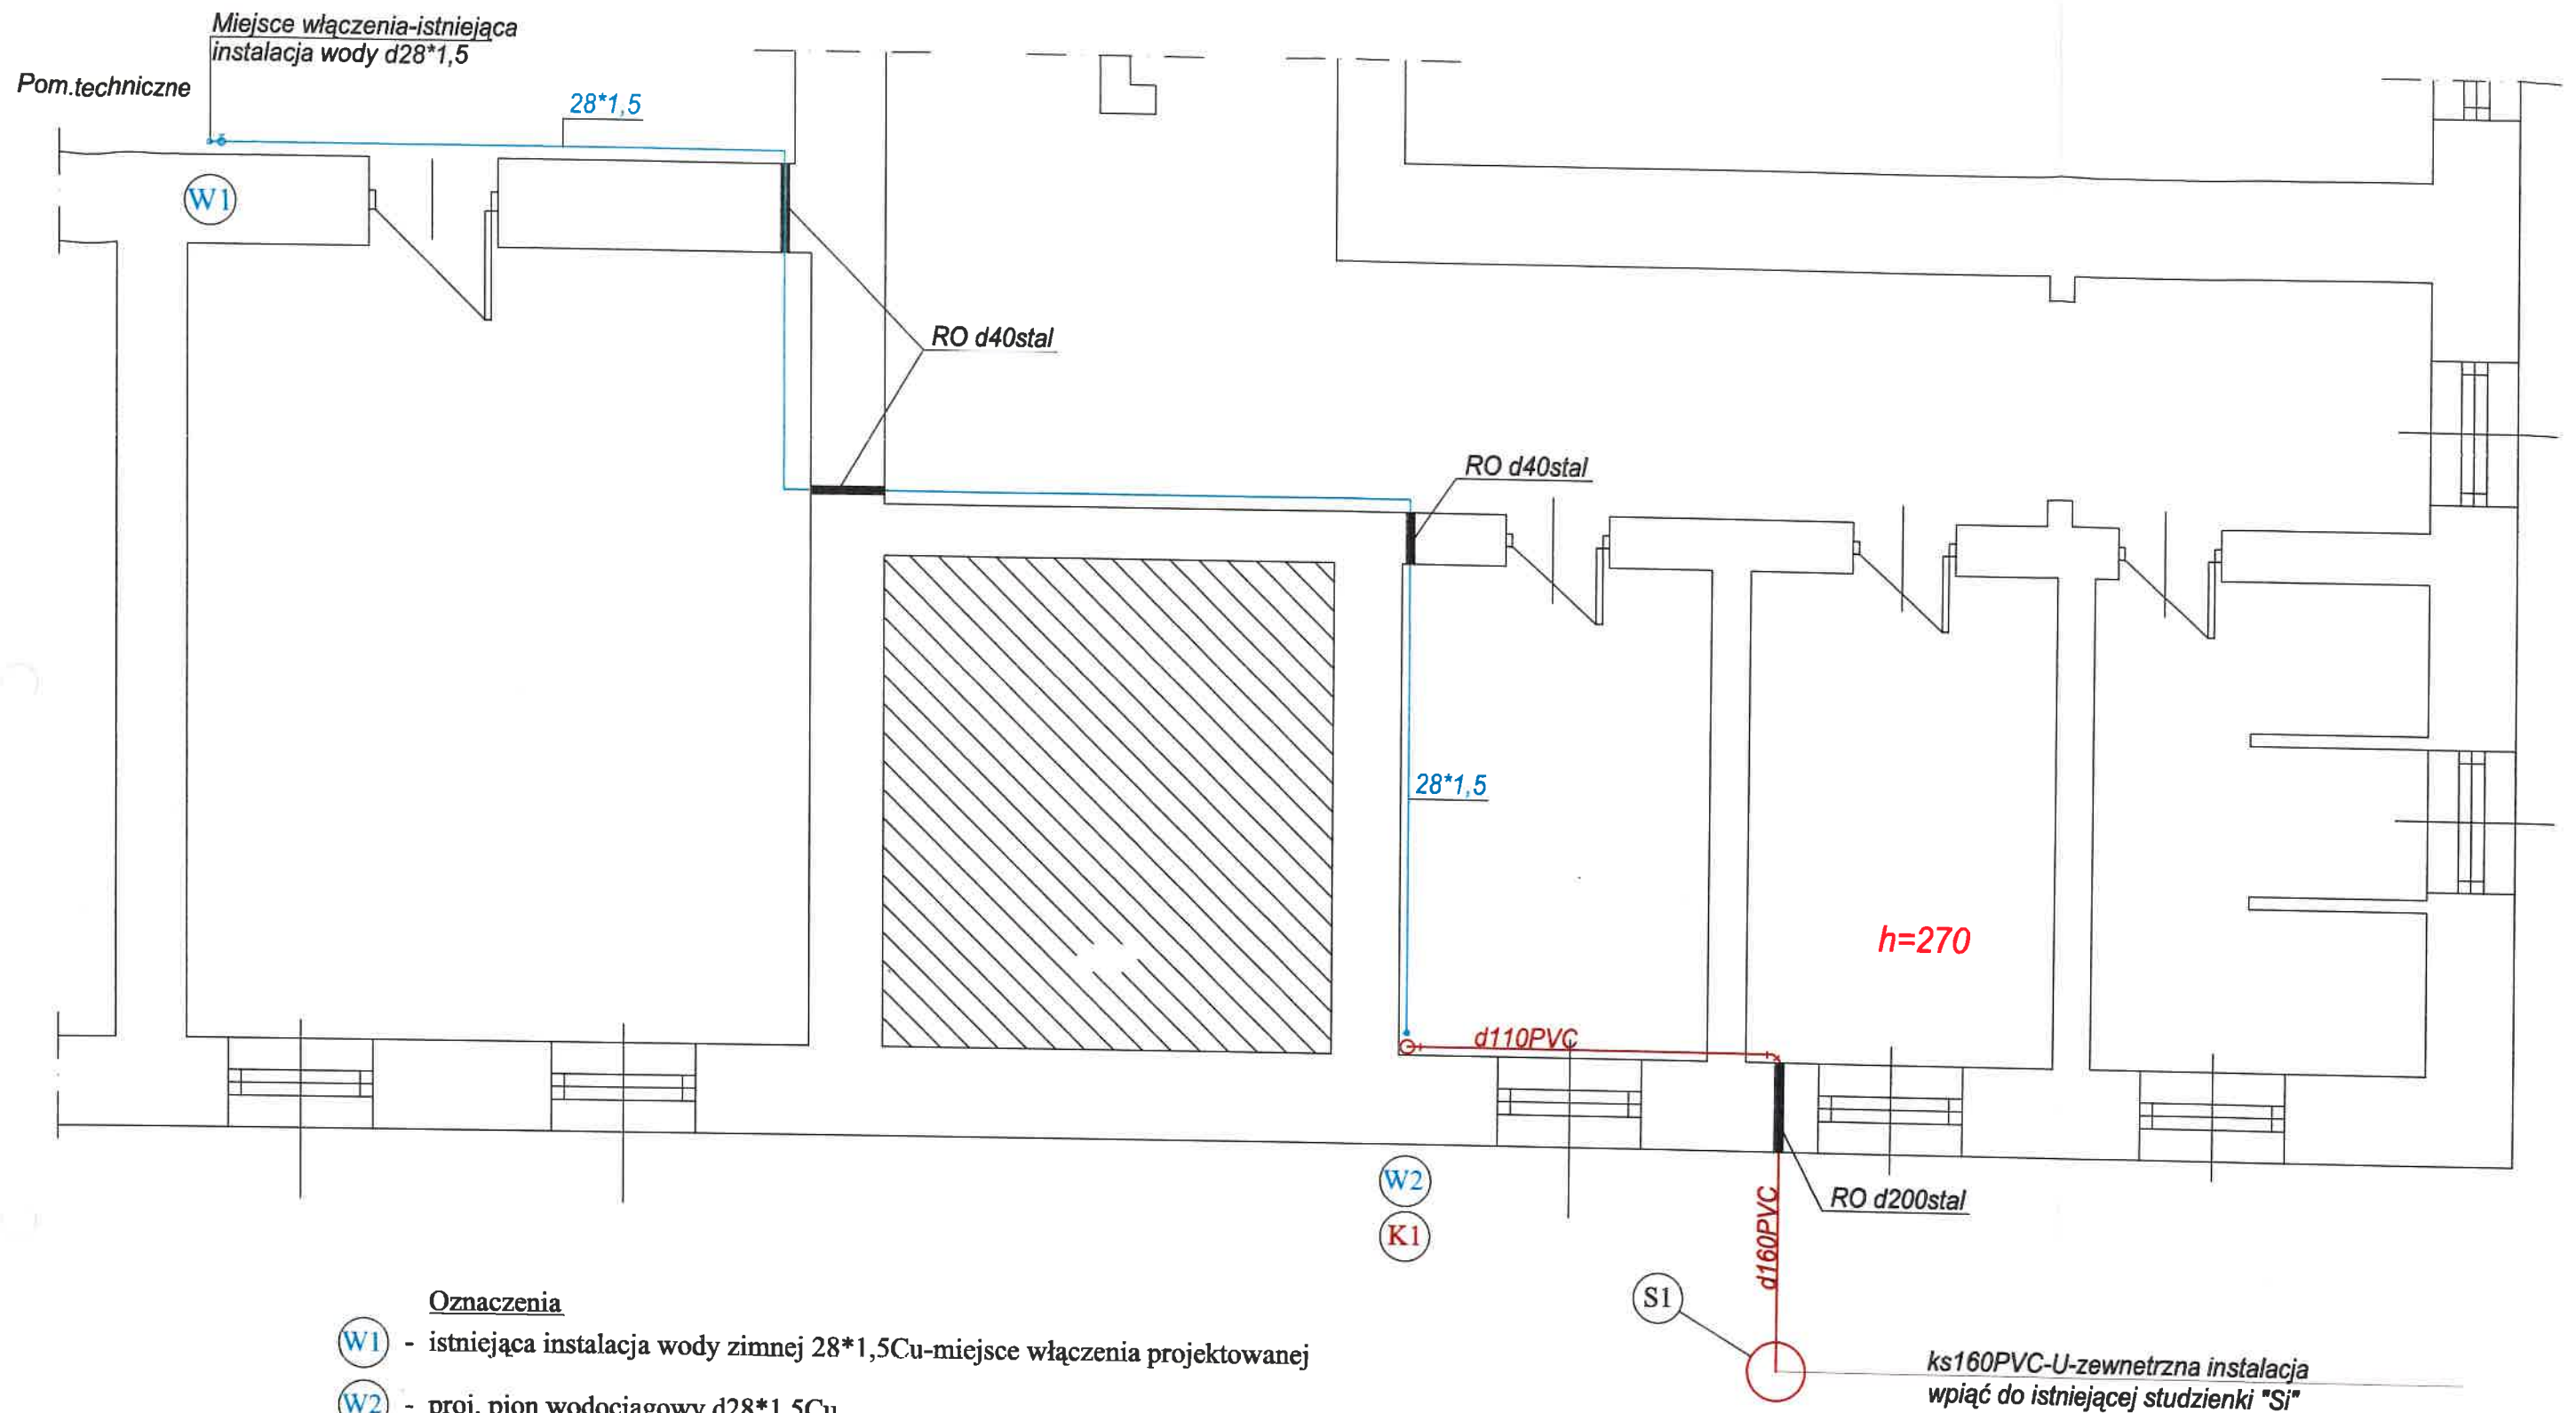 Miejsce włączenia-istniejąca
instalacja wody d28*1,5
Pom.techniczne
28*1,5
W1
RO d40stal
RO d40stal
28*1,5
h=270
d110PVC
W2
K1
RO d200stal
d160PVC
S1
ks160PVC-U-zewnetrzna instalacja
wpiąć do istniejącej studzienki "Si"
Oznaczenia
W1 - istniejąca instalacja wody zimnej 28*1,5Cu-miejsce włączenia projektowanej
W2 - proj. pion wodociągowy d28*1,5Cu